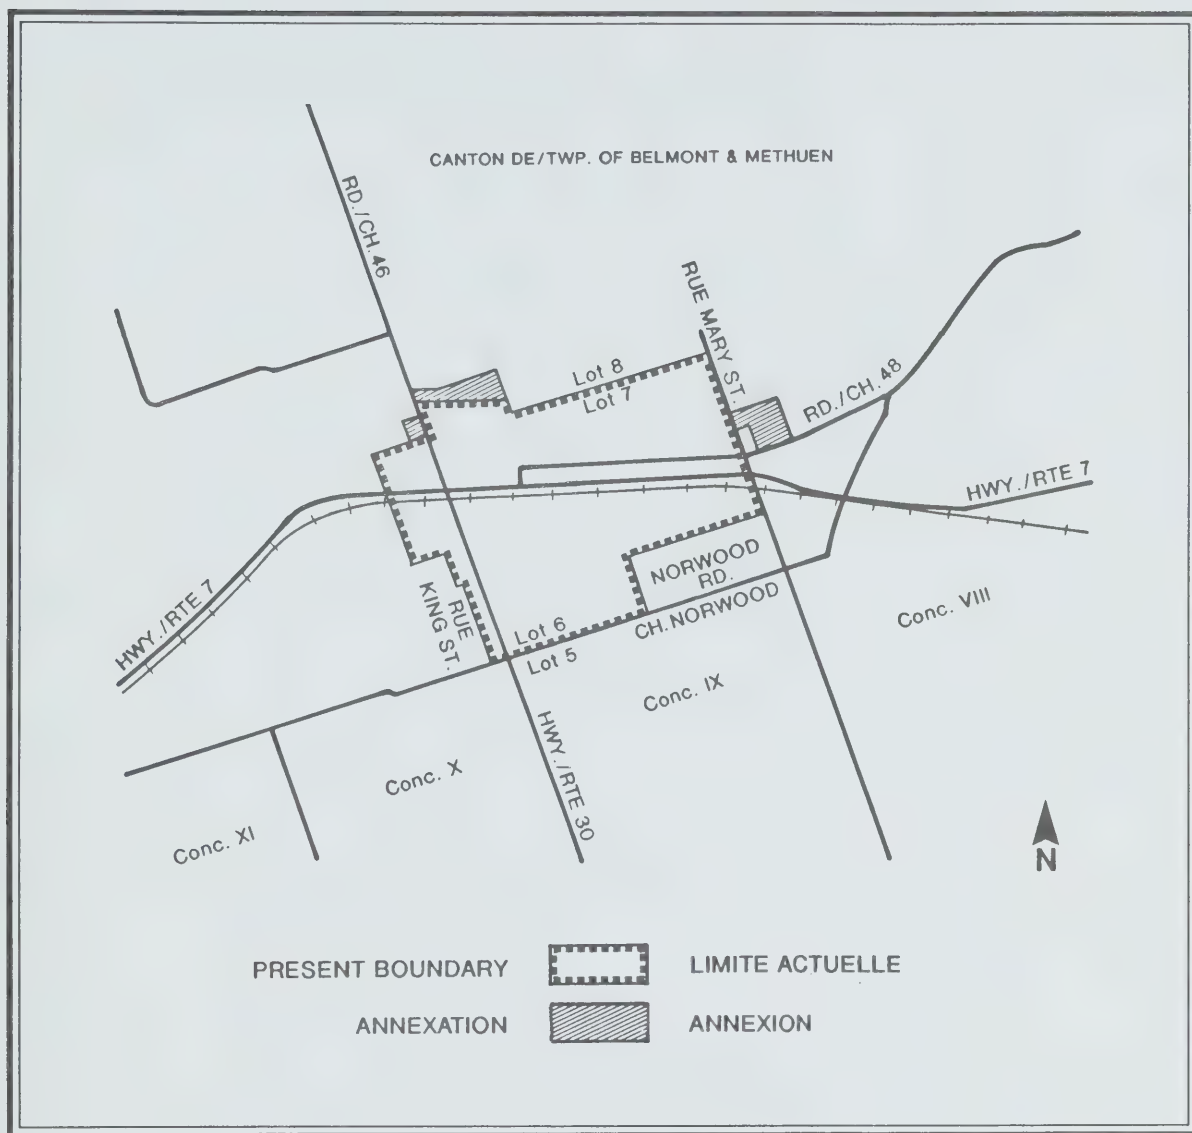 CANTON DE/TWP. OF BELMONT & METHUEN
RD./CH. 46
RUE MARY ST.
Lot 8
Lot 7
RD./CH. 48
HWY./RTE 7
HWY./RTE 7
NORWOOD
RD.
CH. NORWOOD
RUE
KING ST.
Lot 6
Lot 5
Conc. VIII
Conc. IX
Conc. X
Conc. XI
HWY./RTE 30
N
PRESENT BOUNDARY
LIMITE ACTUELLE
ANNEXATION
ANNEXION